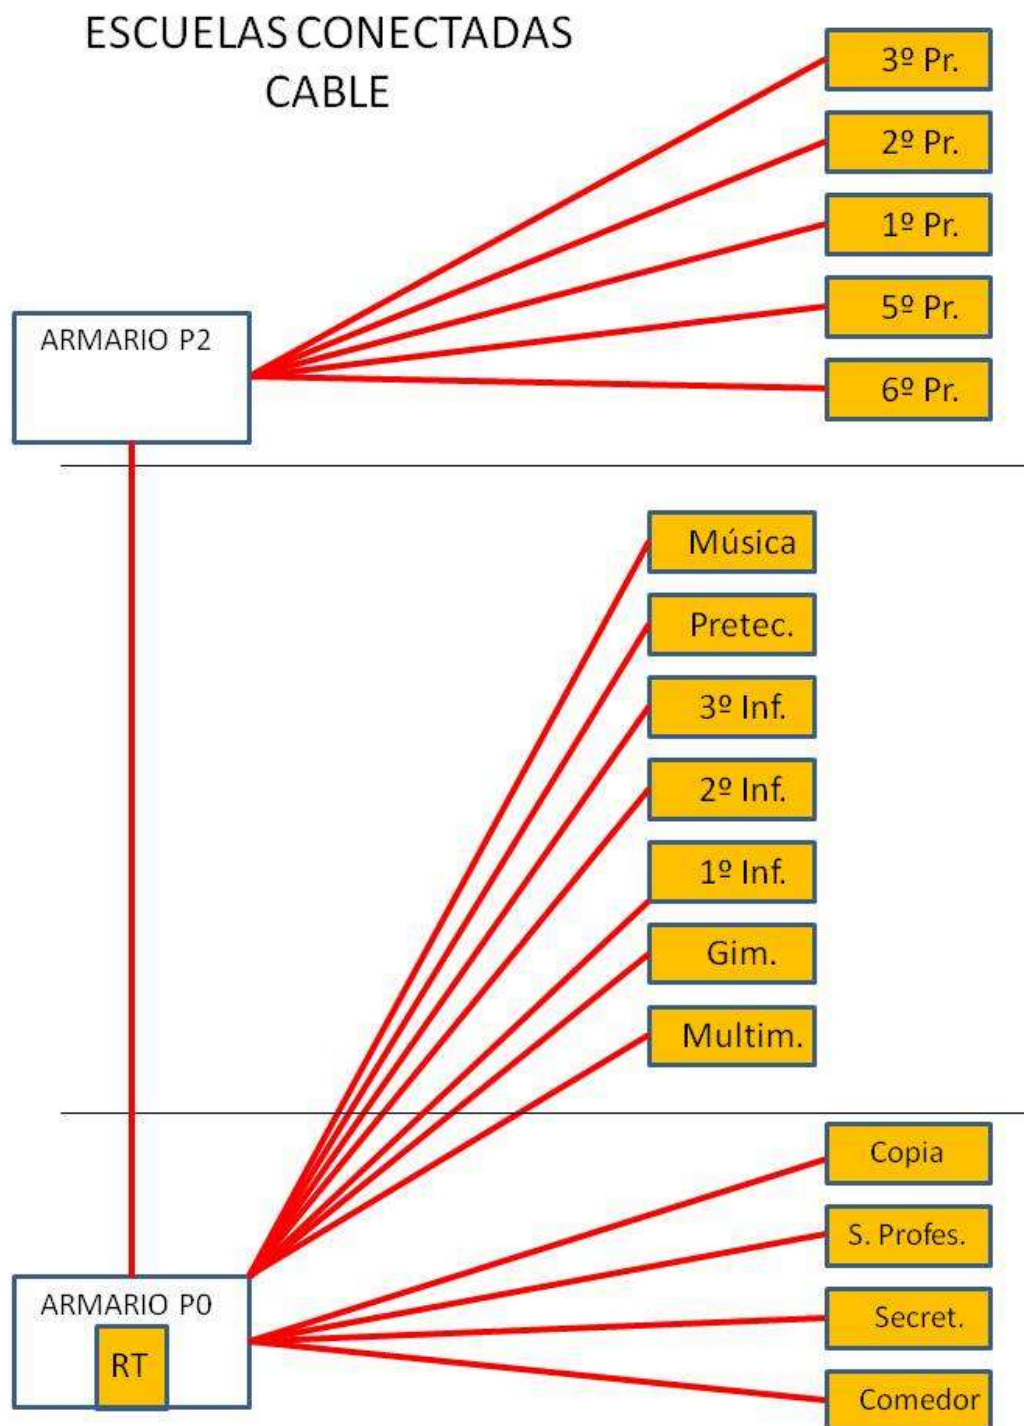 ESCUELAS CONECTADAS
CABLE
3º Pr.
2º Pr.
1º Pr.
5º Pr.
6º Pr.
ARMARIO P2
Música
Pretec.
3º Inf.
2º Inf.
1º Inf.
Gim.
Multim.
Copia
S. Profes.
Secret.
Comedor
ARMARIO P0
RT